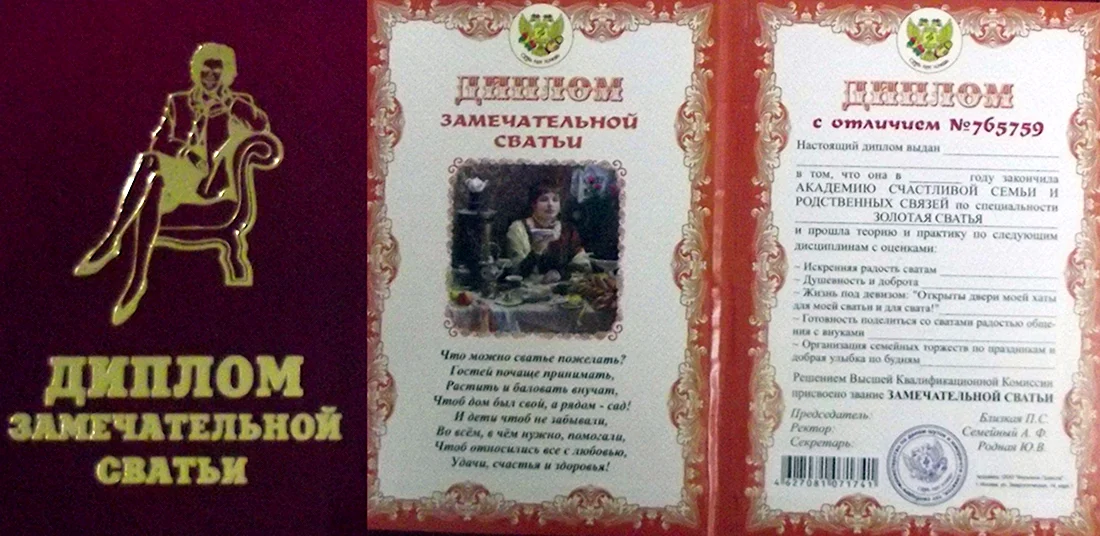 ДИПЛОМ
ЗАМЕЧАТЕЛЬНОЙ
СВАТЬИ
ДИПЛОМ
ЗАМЕЧАТЕЛЬНОЙ
СВАТЬИ
Что можно сватье пожелать?
Гостей почаще принимать,
Растить и баловать внучат,
Чтоб дом был свой, а рядом - сад!
И дети чтоб не забывали,
Во всём, в чём нужно, помогали,
Чтоб относились все с любовью,
Удачи, счастья и здоровья!
ДИПЛОМ
с отличием №765759
Настоящий диплом выдан
в том, что она в ________ году закончила
АКАДЕМИЮ СЧАСТЛИВОЙ СЕМЬИ И
РОДСТВЕННЫХ СВЯЗЕЙ по специальности
ЗОЛОТАЯ СВАТЬЯ
и прошла теорию и практику по следующим
дисциплинам с оценками:
~ Искренняя радость сватам
~ Душевность и доброта
~ Жизнь под девизом: "Открыты двери моей хаты
для моей сватьи и для свата!"
~ Готовность поделиться со сватами радостью обще-
ния с внуками
~ Организация семейных торжеств по праздникам и
добрая улыбка по будням
Решением Высшей Квалификационной Комиссии
присвоено звание ЗАМЕЧАТЕЛЬНОЙ СВАТЬИ
Председатель: Близкая П.С.
Ректор: Семейный А. Ф.
Секретарь: Родная Ю.В.
4 627081 071741